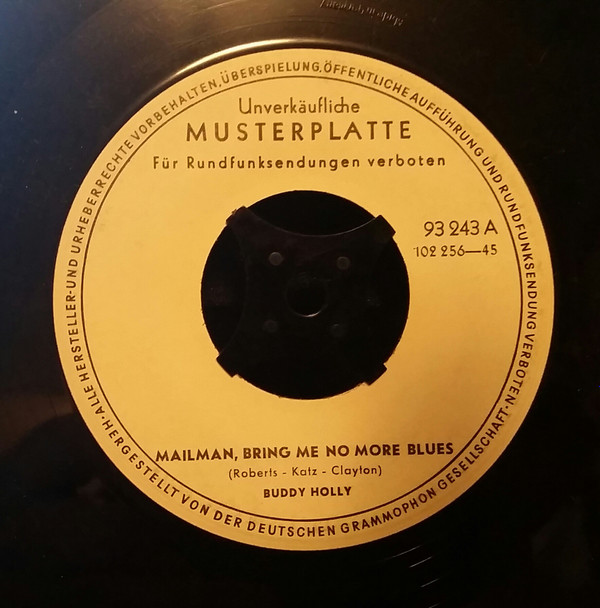 ·ALLE HERSTELLER-UND URHEBERRECHTE VORBEHALTEN, ÜBERSPIELUNG, ÖFFENTLICHE AUFFÜHRUNG UND RUNDFUNKSENDUNG VERBOTEN·
Unverkäufliche
MUSTERPLATTE
Für Rundfunksendungen verboten
93 243 A
102 256—45
MAILMAN, BRING ME NO MORE BLUES
(Roberts - Katz - Clayton)
BUDDY HOLLY
HERGESTELLT VON DER DEUTSCHEN GRAMMOPHON GESELLSCHAFT·